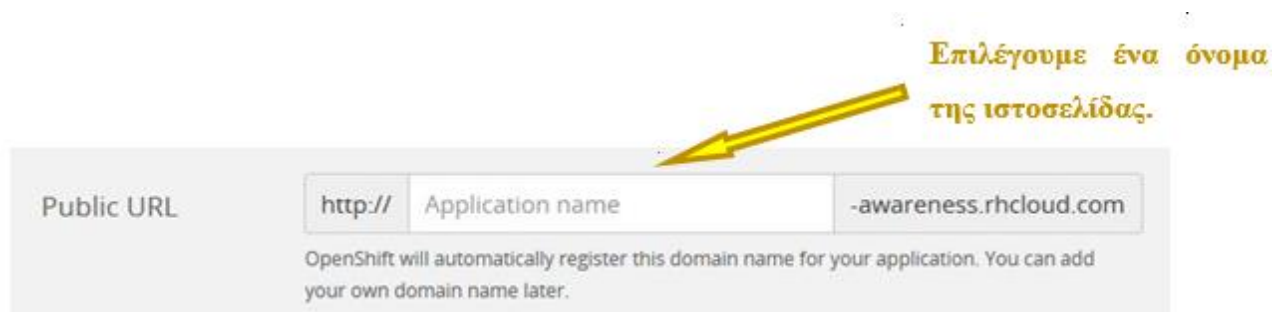 Επιλέγουμε ένα όνομα
της ιστοσελίδας.
Public URL
http:// Application name -awareness.rhcloud.com
OpenShift will automatically register this domain name for your application. You can add
your own domain name later.